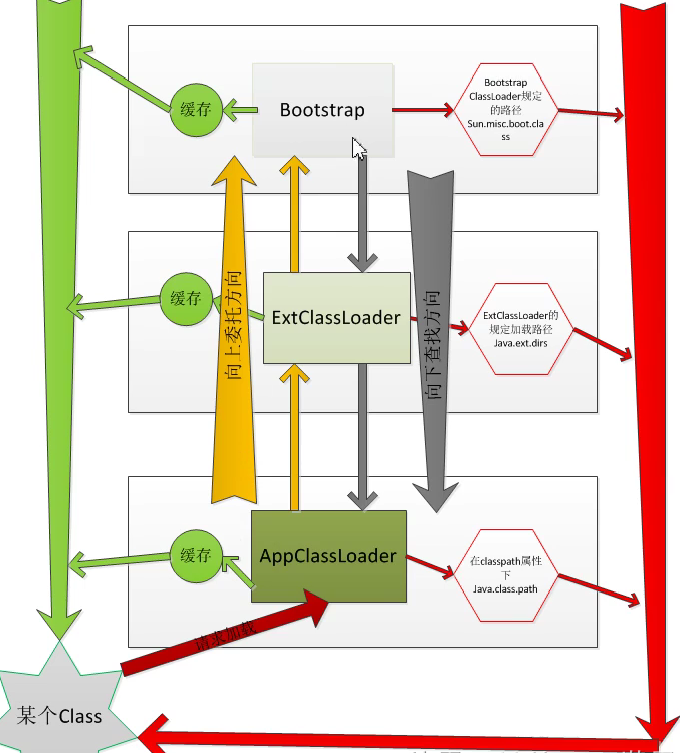 缓存
Bootstrap
Bootstrap
ClassLoader规定
的路径
Sun.misc.boot.cla
ss
缓存
向上委托方向
ExtClassLoader
向下查找方向
ExtClassLoader的
规定加载路径
Java.ext.dirs
缓存
AppClassLoader
在classpath属性
下
Java.class.path
请求加载
某个Class